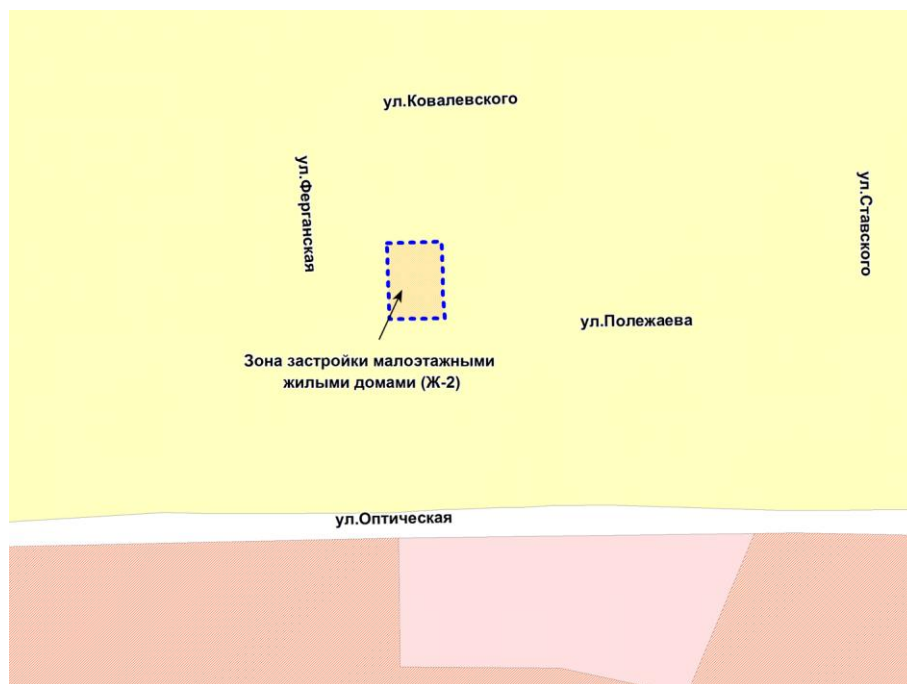 ул.Ковалевского
ул.Ферганская
ул.Ставского
ул.Полежаева
Зона застройки малоэтажными
жилыми домами (Ж-2)
ул.Оптическая